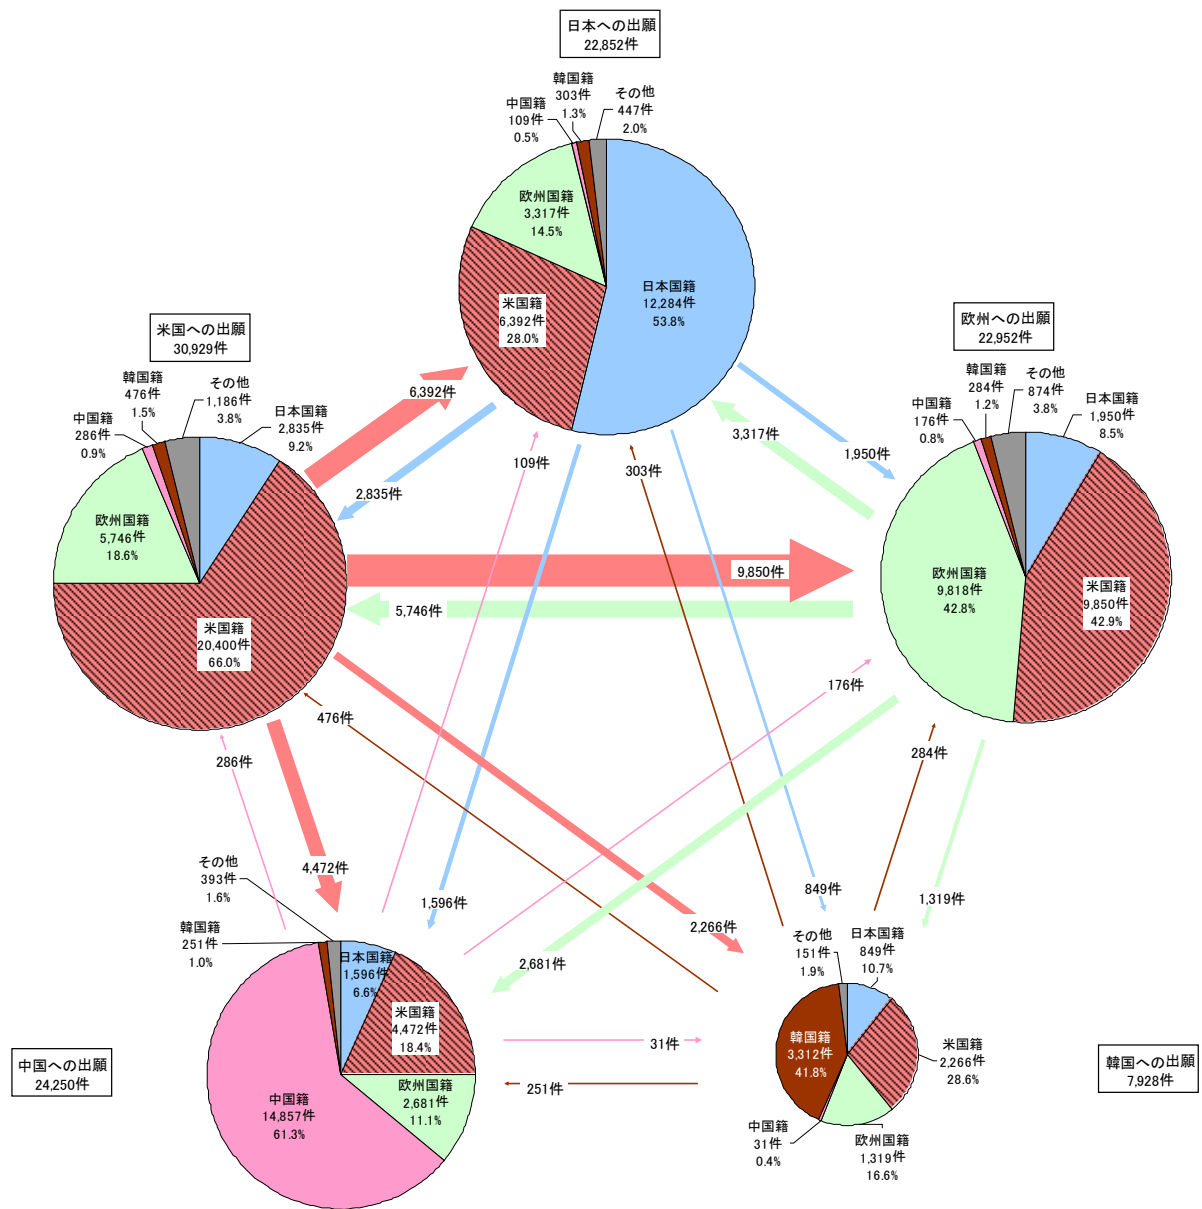 日本への出願
22,852件
韓国籍
303件
1.3%
その他
447件
2.0%
中国籍
109件
0.5%
欧州国籍
3,317件
14.5%
日本国籍
12,284件
53.8%
米国籍
6,392件
28.0%
米国への出願
30,929件
欧州への出願
22,952件
韓国籍
476件
1.5%
その他
1,186件
3.8%
日本国籍
2,835件
9.2%
中国籍
286件
0.9%
欧州国籍
5,746件
18.6%
米国籍
20,400件
66.0%
韓国籍
284件
1.2%
その他
874件
3.8%
日本国籍
1,950件
8.5%
中国籍
176件
0.8%
欧州国籍
9,818件
42.8%
米国籍
9,850件
42.9%
6,392件
2,835件
109件
303件
3,317件
1,950件
9,850件
5,746件
476件
286件
176件
284件
4,472件
1,596件
849件
1,319件
2,266件
2,681件
31件
251件
その他
393件
1.6%
韓国籍
251件
1.0%
日本国籍
1,596件
6.6%
米国籍
4,472件
18.4%
欧州国籍
2,681件
11.1%
中国籍
14,857件
61.3%
中国への出願
24,250件
その他
151件
1.9%
日本国籍
849件
10.7%
韓国籍
3,312件
41.8%
米国籍
2,266件
28.6%
中国籍
31件
0.4%
欧州国籍
1,319件
16.6%
韓国への出願
7,928件